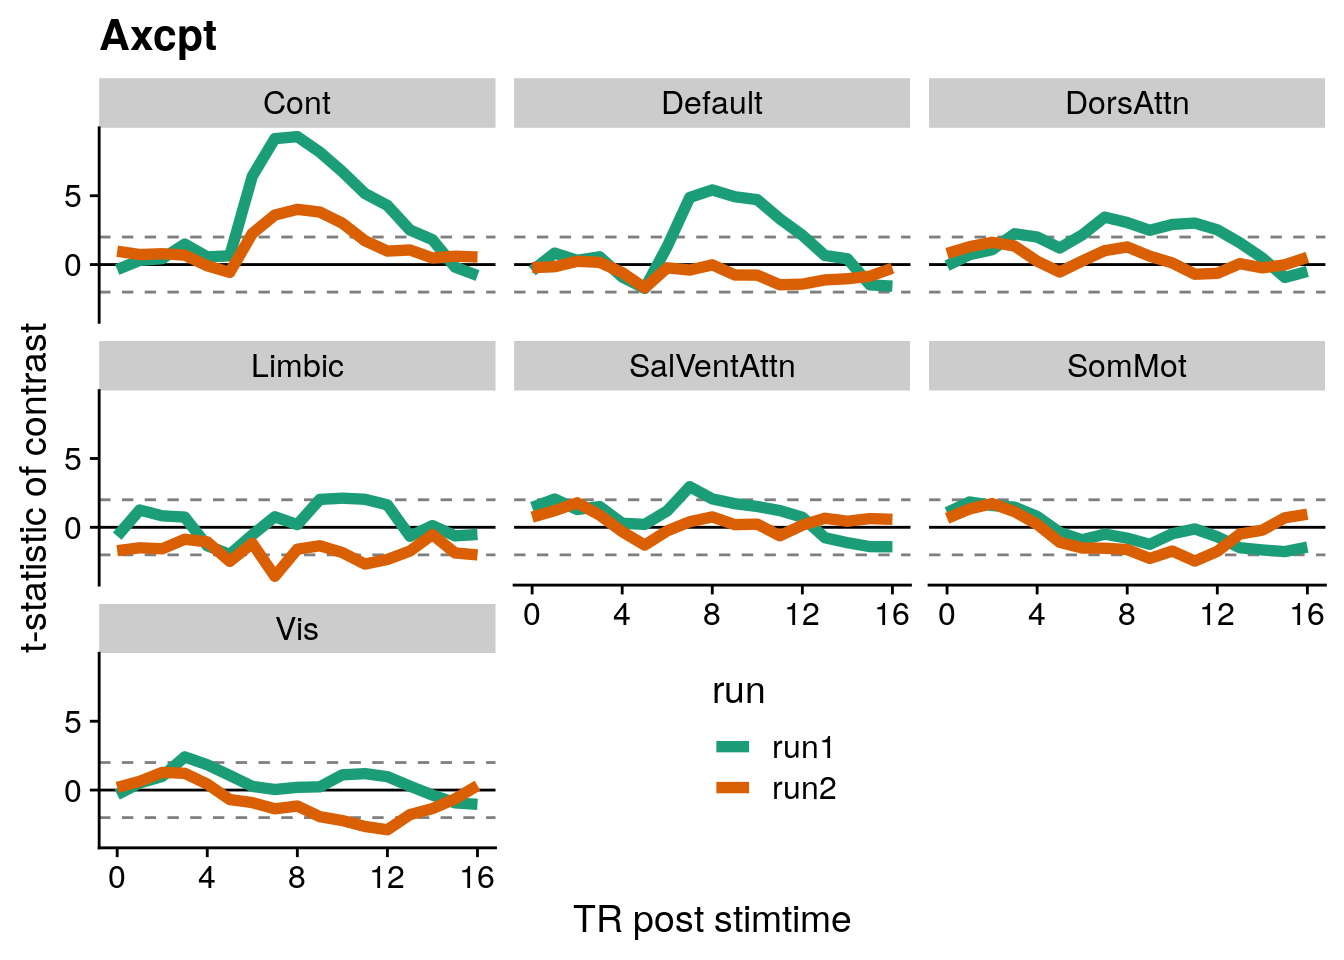 Axcpt
Cont Default DorsAttn
5
0
Limbic SalVentAttn SomMot
5
0
0 4 8 12 16 0 4 8 12 16
Vis
5
0
0 4 8 12 16
run
run1
run2
TR post stimtime
t-statistic of contrast